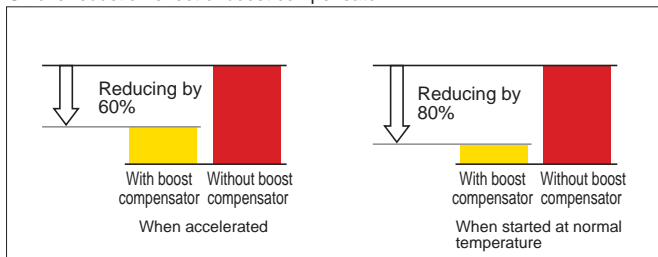 Reducing by
60%
With boost
compensator
Without boost
compensator
When accelerated
Reducing by
80%
With boost
compensator
Without boost
compensator
When started at normal
temperature